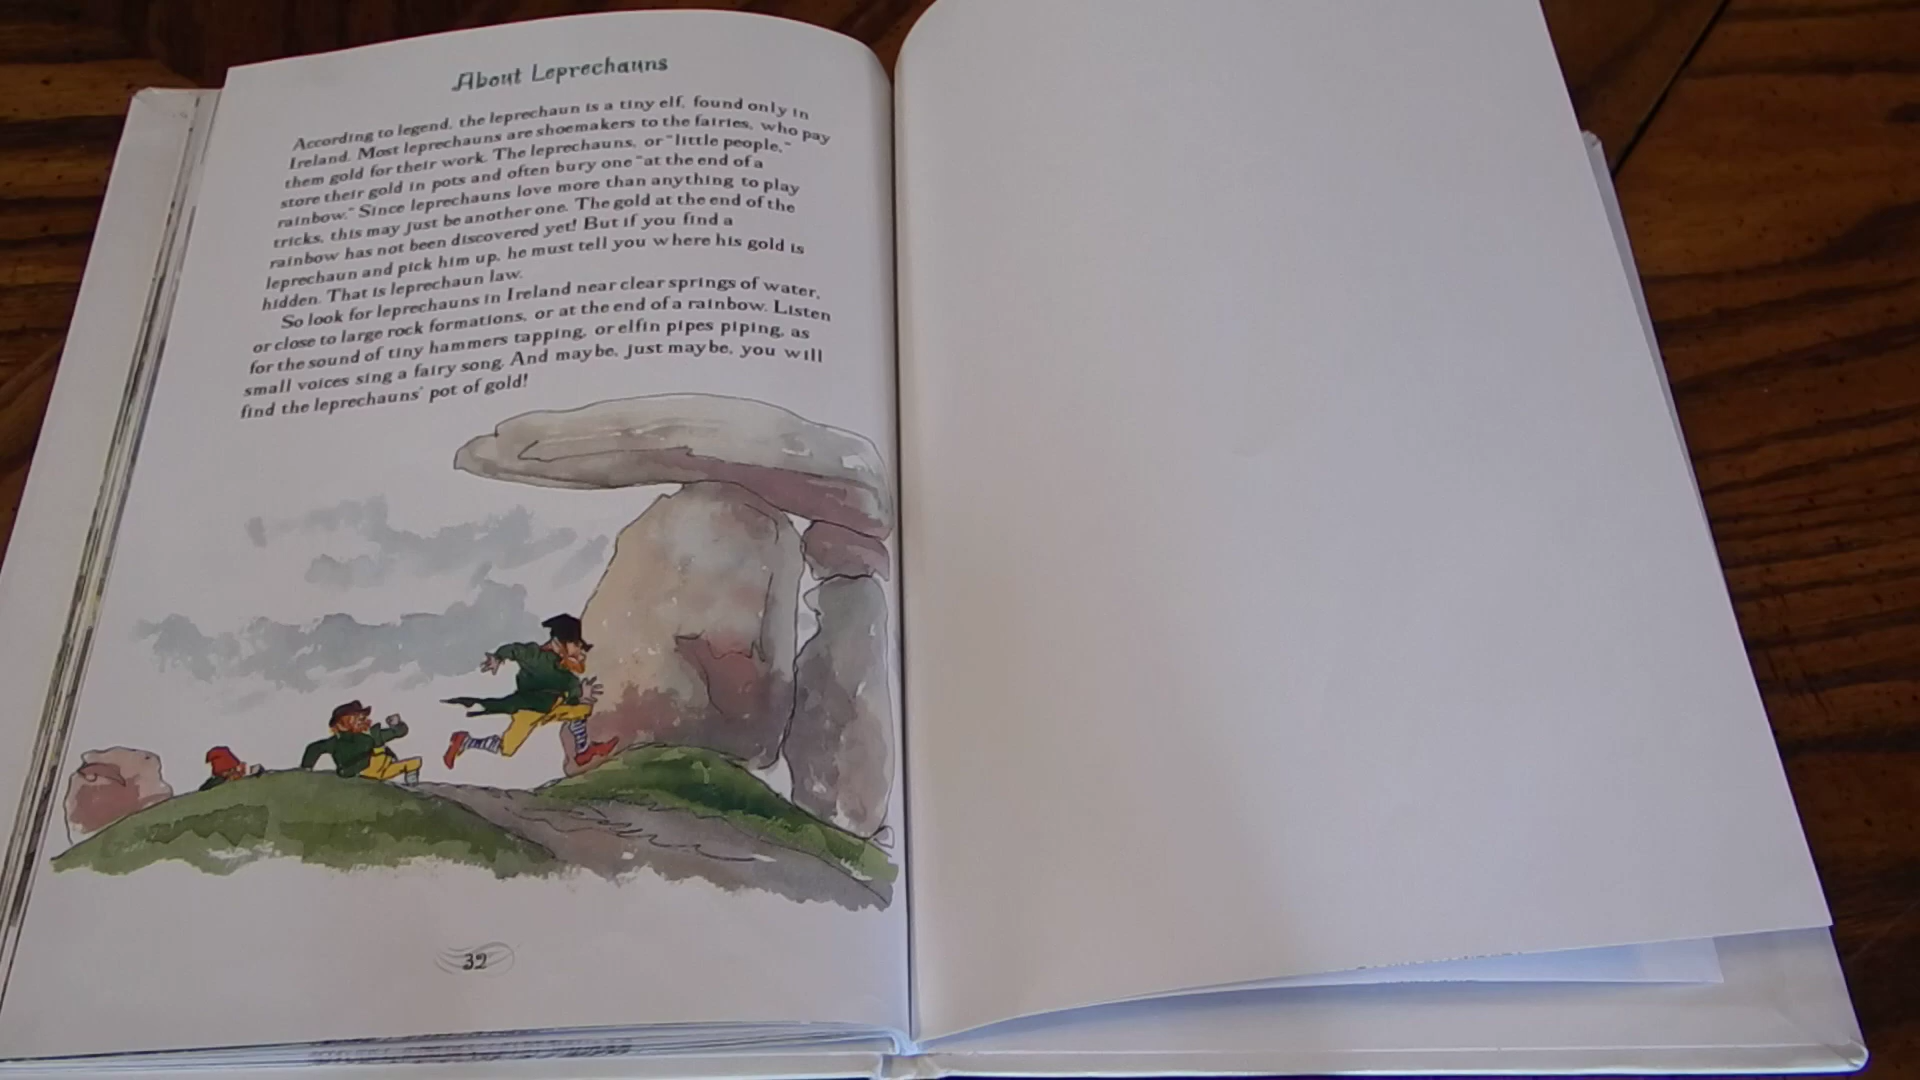 About Leprechauns
According to legend, the leprechaun is a tiny elf, found only in
Ireland. Most leprechauns are shoemakers to the fairies, who pay
them gold for their work. The leprechauns, or "little people,"
store their gold in pots and often bury one "at the end of a
rainbow." Since leprechauns love more than anything to play
tricks, this may just be another one. The gold at the end of the
rainbow has not been discovered yet! But if you find a
leprechaun and pick him up, he must tell you where his gold is
hidden. That is leprechaun law.
So look for leprechauns in Ireland near clear springs of water,
or close to large rock formations, or at the end of a rainbow. Listen
for the sound of tiny hammers tapping, or elfin pipes piping, as
small voices sing a fairy song. And maybe, just maybe, you will
find the leprechauns' pot of gold!
32